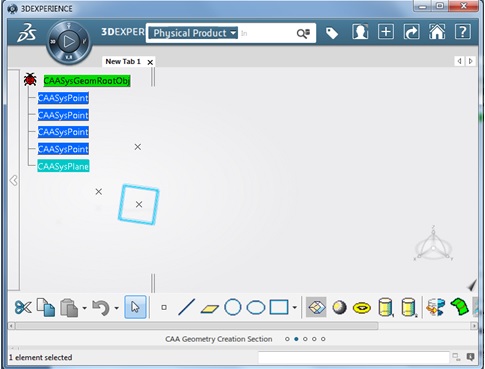 3DEXPERIENCE
3DEXPER
Physical Product
In
New Tab 1
CAASysGeomRootObj
CAASysPoint
CAASysPoint
CAASysPoint
CAASysPoint
CAASysPlane
CAA Geometry Creation Section
1 element selected